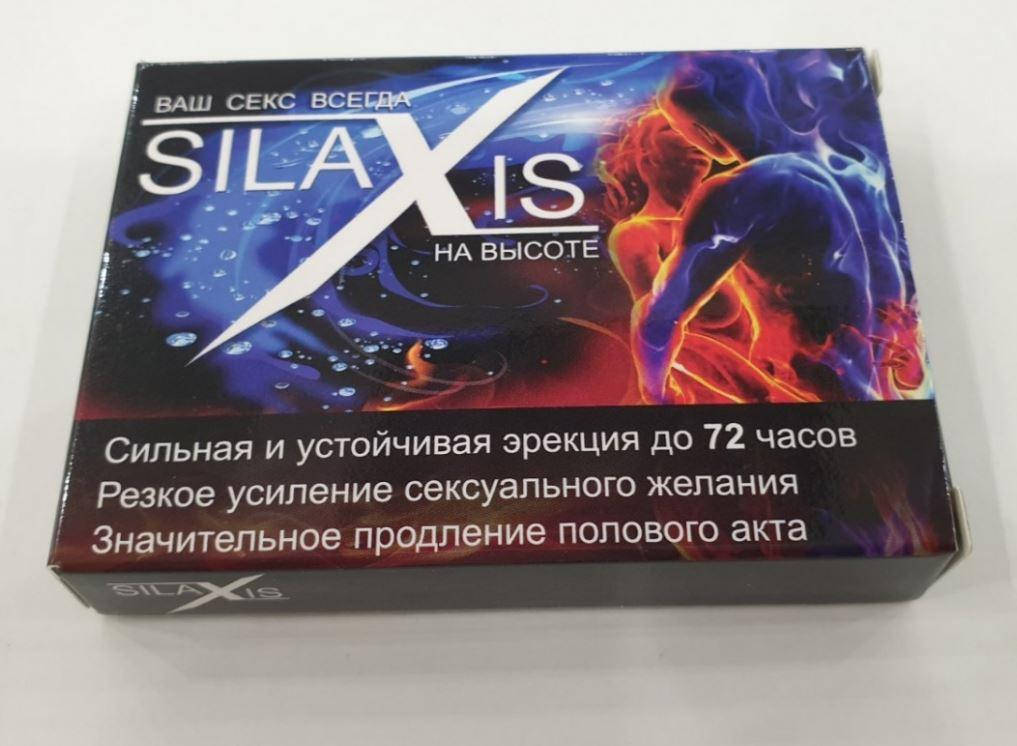 ВАШ СЕКС ВСЕГДА
SILAXIS
НА ВЫСОТЕ
Сильная и устойчивая эрекция до 72 часов
Резкое усиление сексуального желания
Значительное продление полового акта
SILAXIS